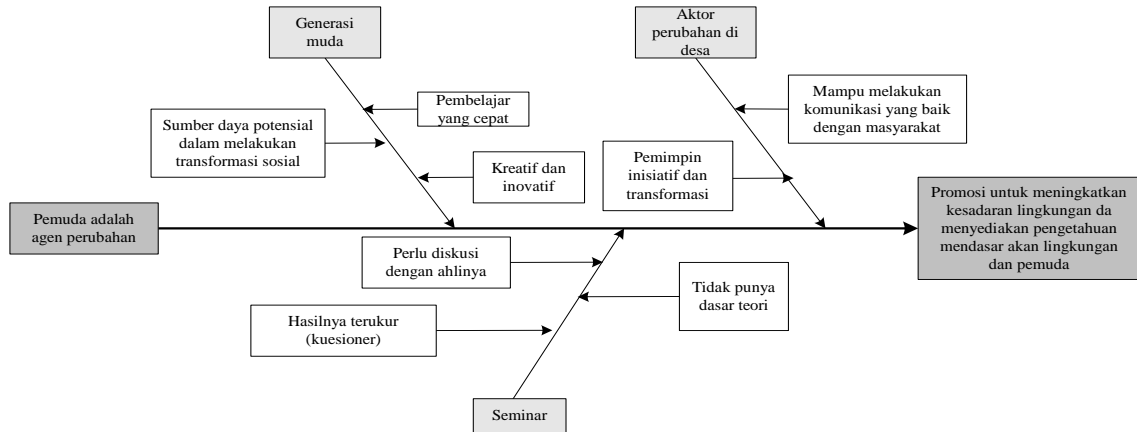 Generasi
muda
Aktor
perubahan di
desa
Pembelajar
yang cepat
Sumber daya potensial
dalam melakukan
transformasi sosial
Kreatif dan
inovatif
Mampu melakukan
komunikasi yang baik
dengan masyarakat
Pemimpin
inisiatif dan
transformasi
Pemuda adalah
agen perubahan
Promosi untuk meningkatkan
kesadaran lingkungan da
menyediakan pengetahuan
mendasar akan lingkungan
dan pemuda
Perlu diskusi
dengan ahlinya
Tidak punya
dasar teori
Hasilnya terukur
(kuesioner)
Seminar